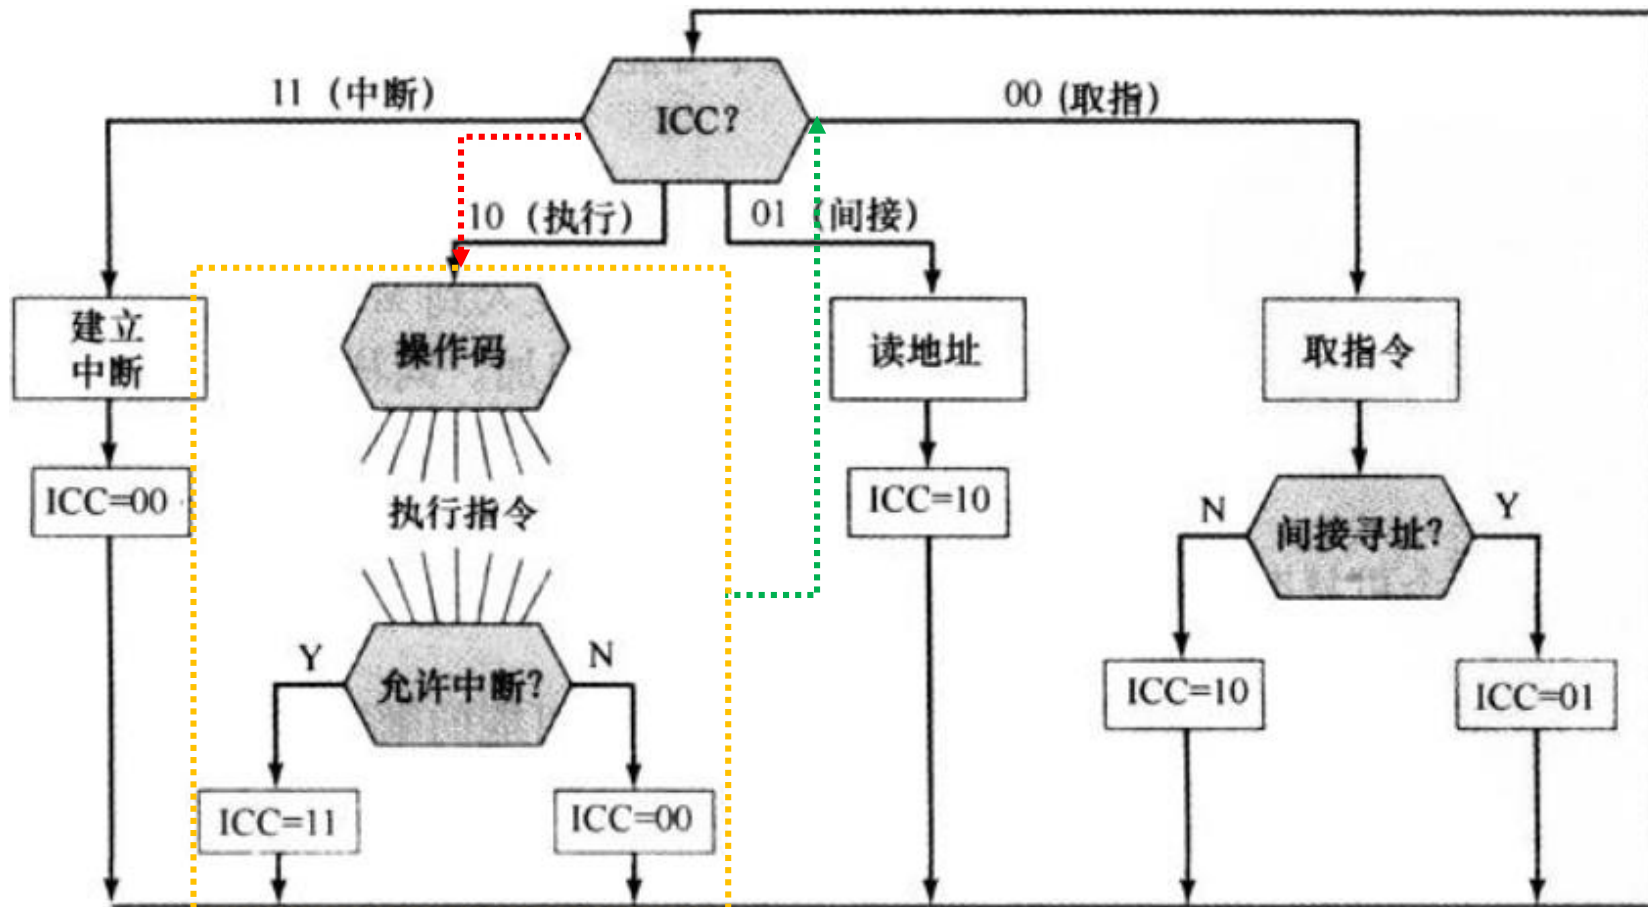 ICC?
11 (中断)
00 (取指)
10 (执行)
01 (间接)
建立
中断
操作码
读地址
取指令
ICC=00
执行指令
ICC=10
N
间接寻址?
Y
Y
允许中断?
N
ICC=10
ICC=01
ICC=11
ICC=00